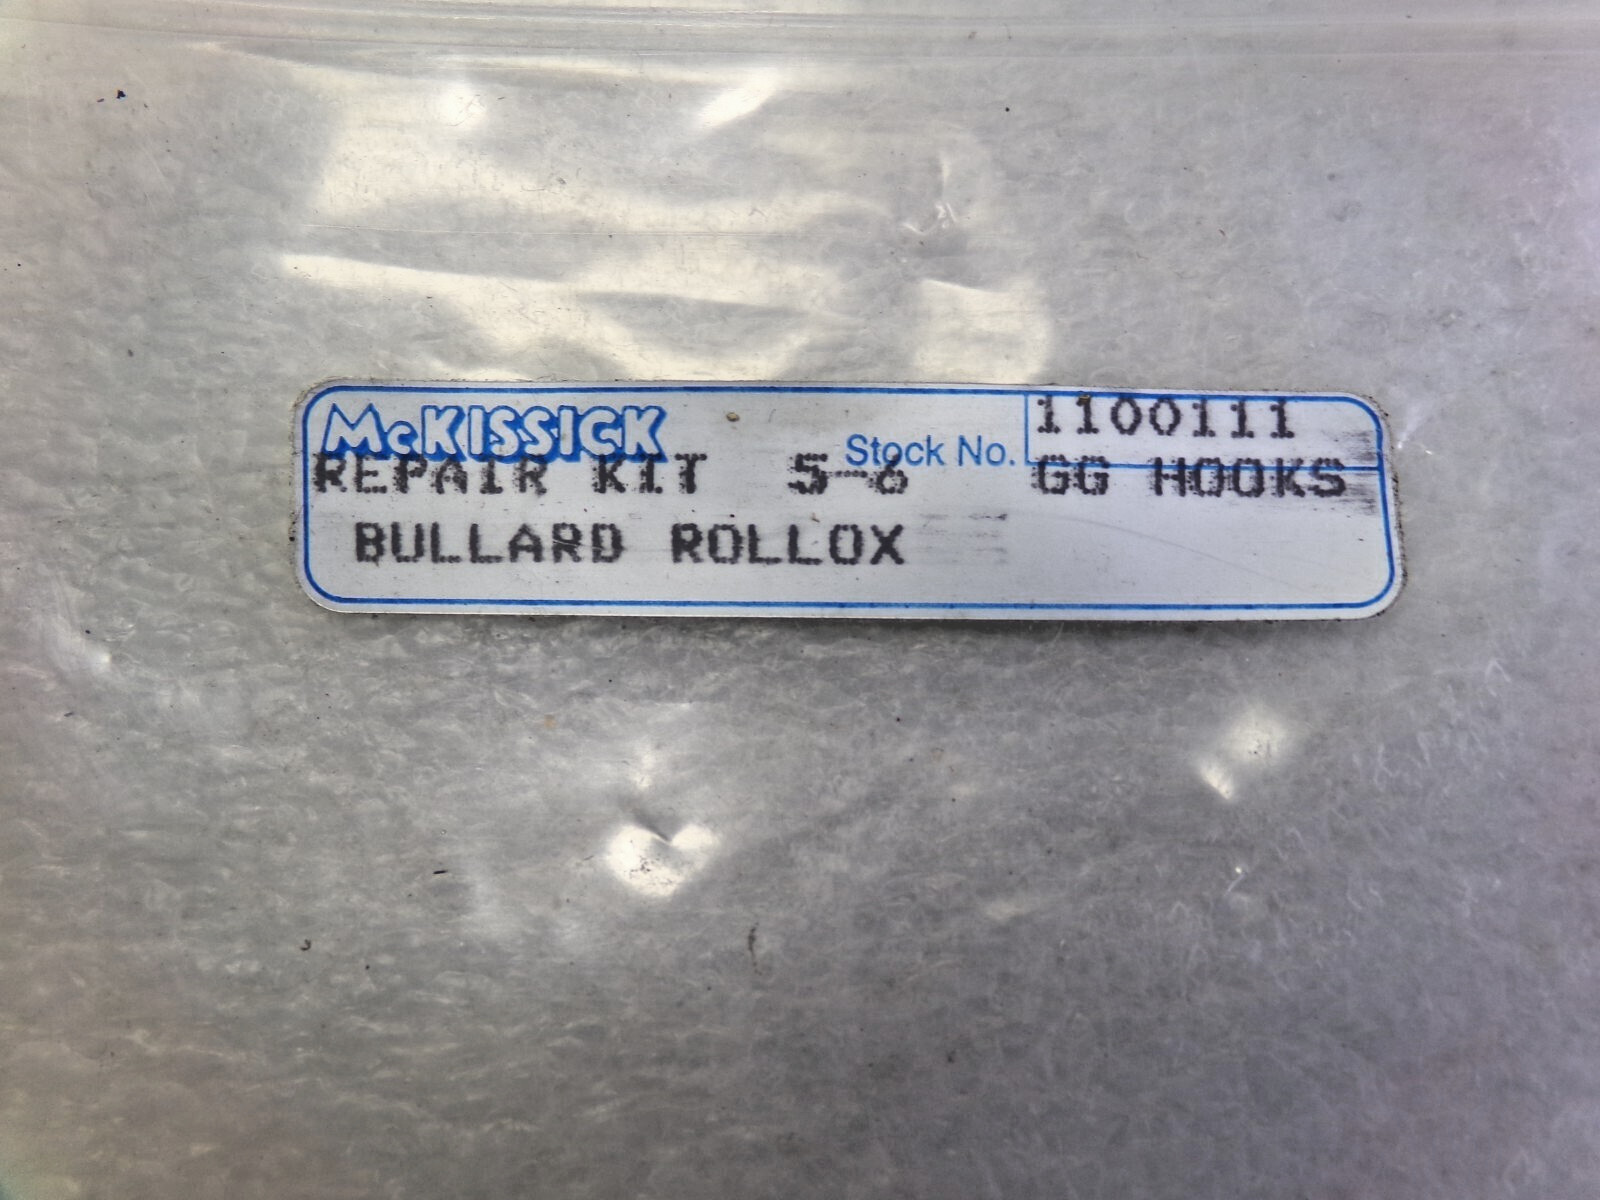 McKISSICK Stock No. 1100111
REPAIR KIT 5-6 GG HOOKS
BULLARD ROLLOX